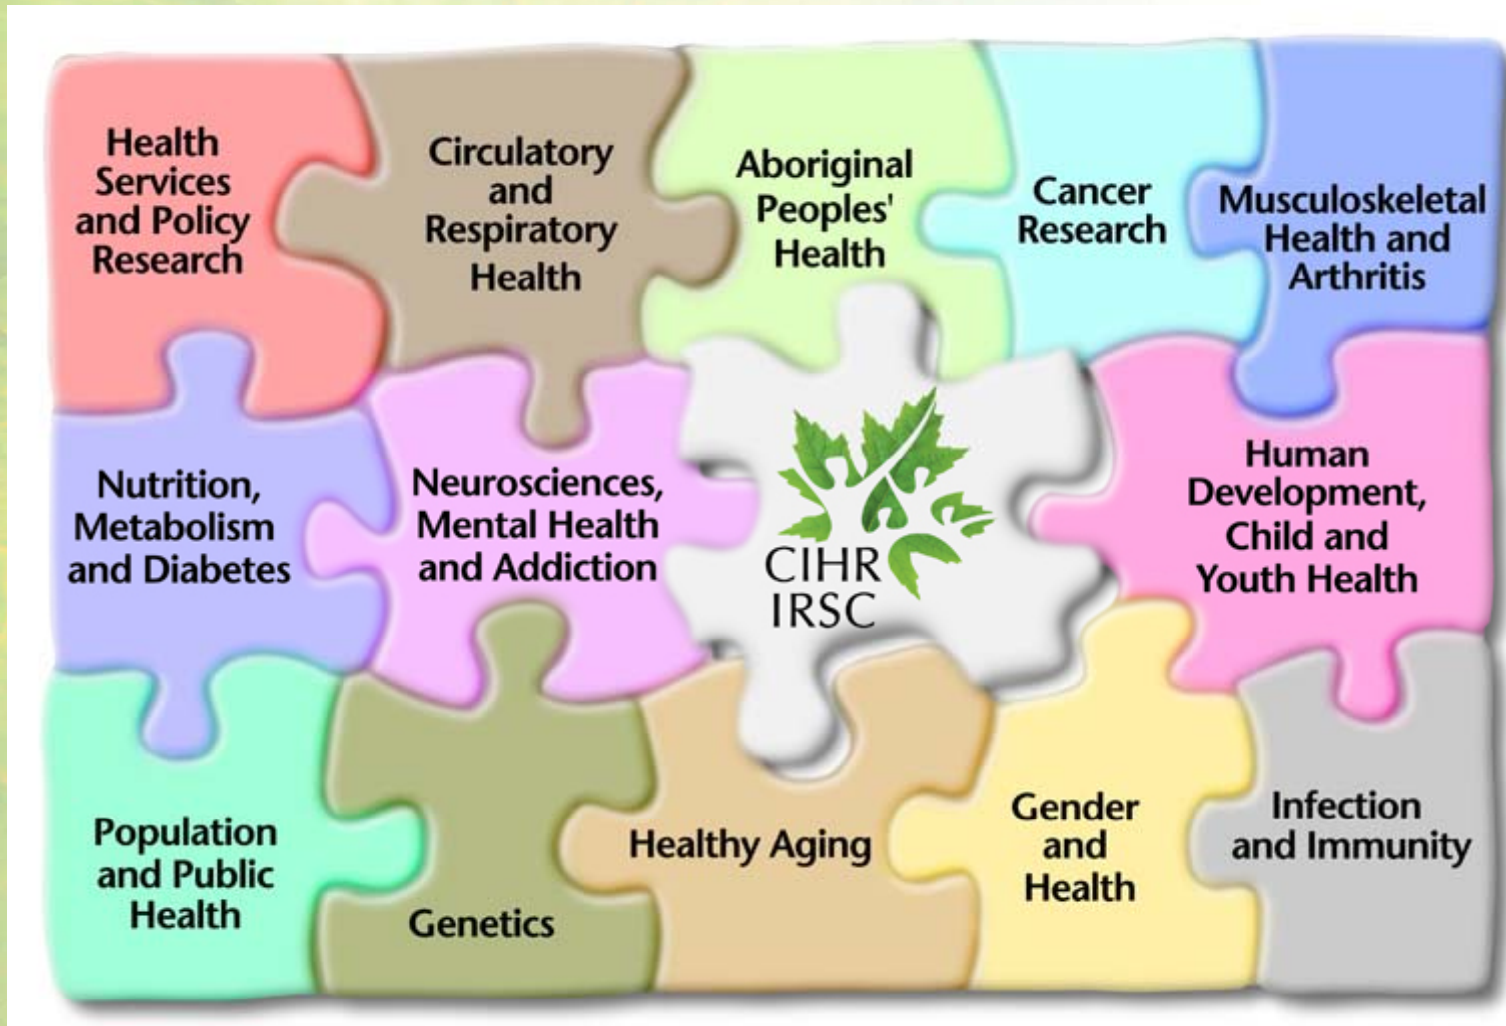 Health
Services
and Policy
Research
Circulatory
and
Respiratory
Health
Aboriginal
Peoples'
Health
Cancer
Research
Musculoskeletal
Health and
Arthritis
Nutrition,
Metabolism
and Diabetes
Neurosciences,
Mental Health
and Addiction
CIHR
IRSC
Human
Development,
Child and
Youth Health
Population
and Public
Health
Genetics
Healthy Aging
Gender
and
Health
Infection
and Immunity